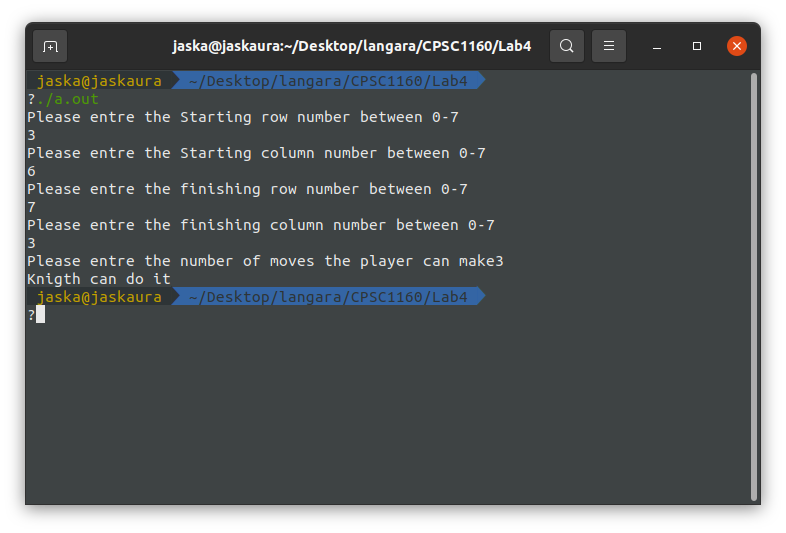 jaska@jaskaura:~/Desktop/langara/CPSC1160/Lab4
jaska@jaskaura ~/Desktop/langara/CPSC1160/Lab4
?./a.out
Please entre the Starting row number between 0-7
3
Please entre the Starting column number between 0-7
6
Please entre the finishing row number between 0-7
7
Please entre the finishing column number between 0-7
3
Please entre the number of moves the player can make3
Knigth can do it
jaska@jaskaura ~/Desktop/langara/CPSC1160/Lab4
?